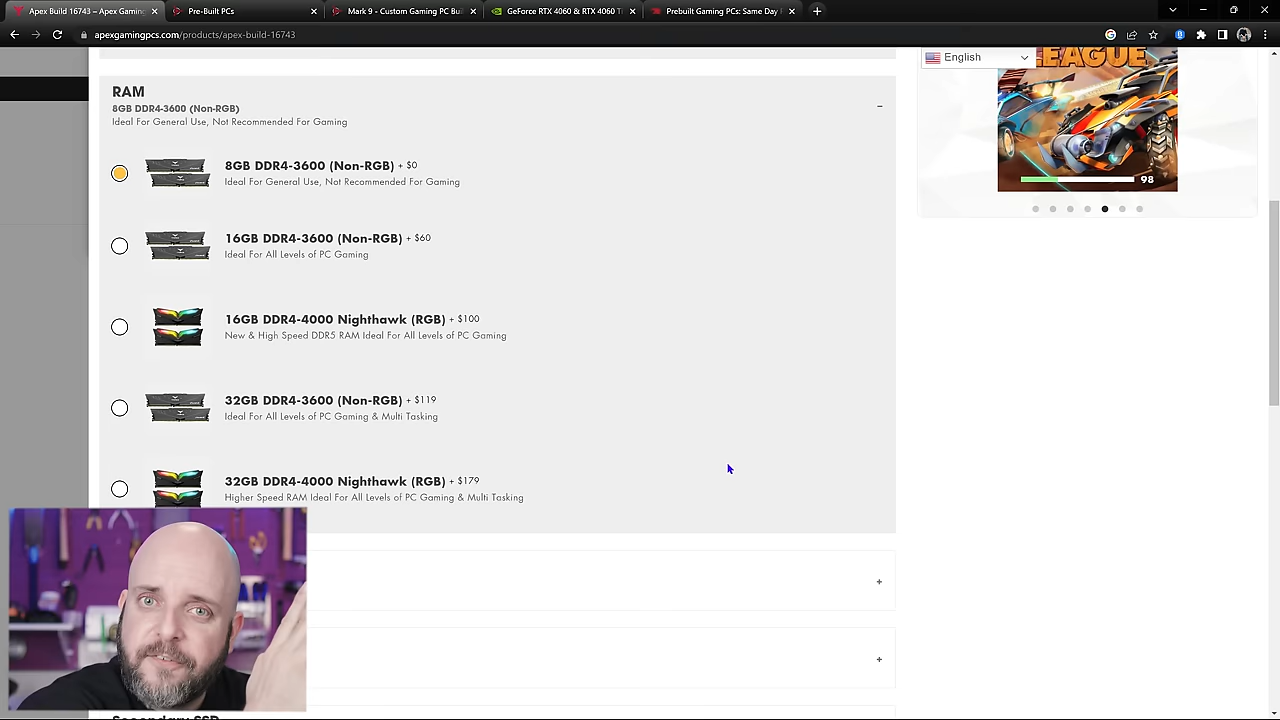 Apex Build 16743 – Apex Gaming
Pre-Built PCs
Mark 9 - Custom Gaming PC Bui
GeForce RTX 4060 & RTX 4060 T
Prebuilt Gaming PCs: Same Day
apexgamingpcs.com/products/apex-build-16743
English
EAGUE
98
RAM
8GB DDR4-3600 (Non-RGB)
Ideal For General Use, Not Recommended For Gaming
8GB DDR4-3600 (Non-RGB) + $0
Ideal For General Use, Not Recommended For Gaming
16GB DDR4-3600 (Non-RGB) + $60
Ideal For All Levels of PC Gaming
16GB DDR4-4000 Nighthawk (RGB) + $100
New & High Speed DDR5 RAM Ideal For All Levels of PC Gaming
32GB DDR4-3600 (Non-RGB) + $119
Ideal For All Levels of PC Gaming & Multi Tasking
32GB DDR4-4000 Nighthawk (RGB) + $179
Higher Speed RAM Ideal For All Levels of PC Gaming & Multi Tasking
Secondary SSD